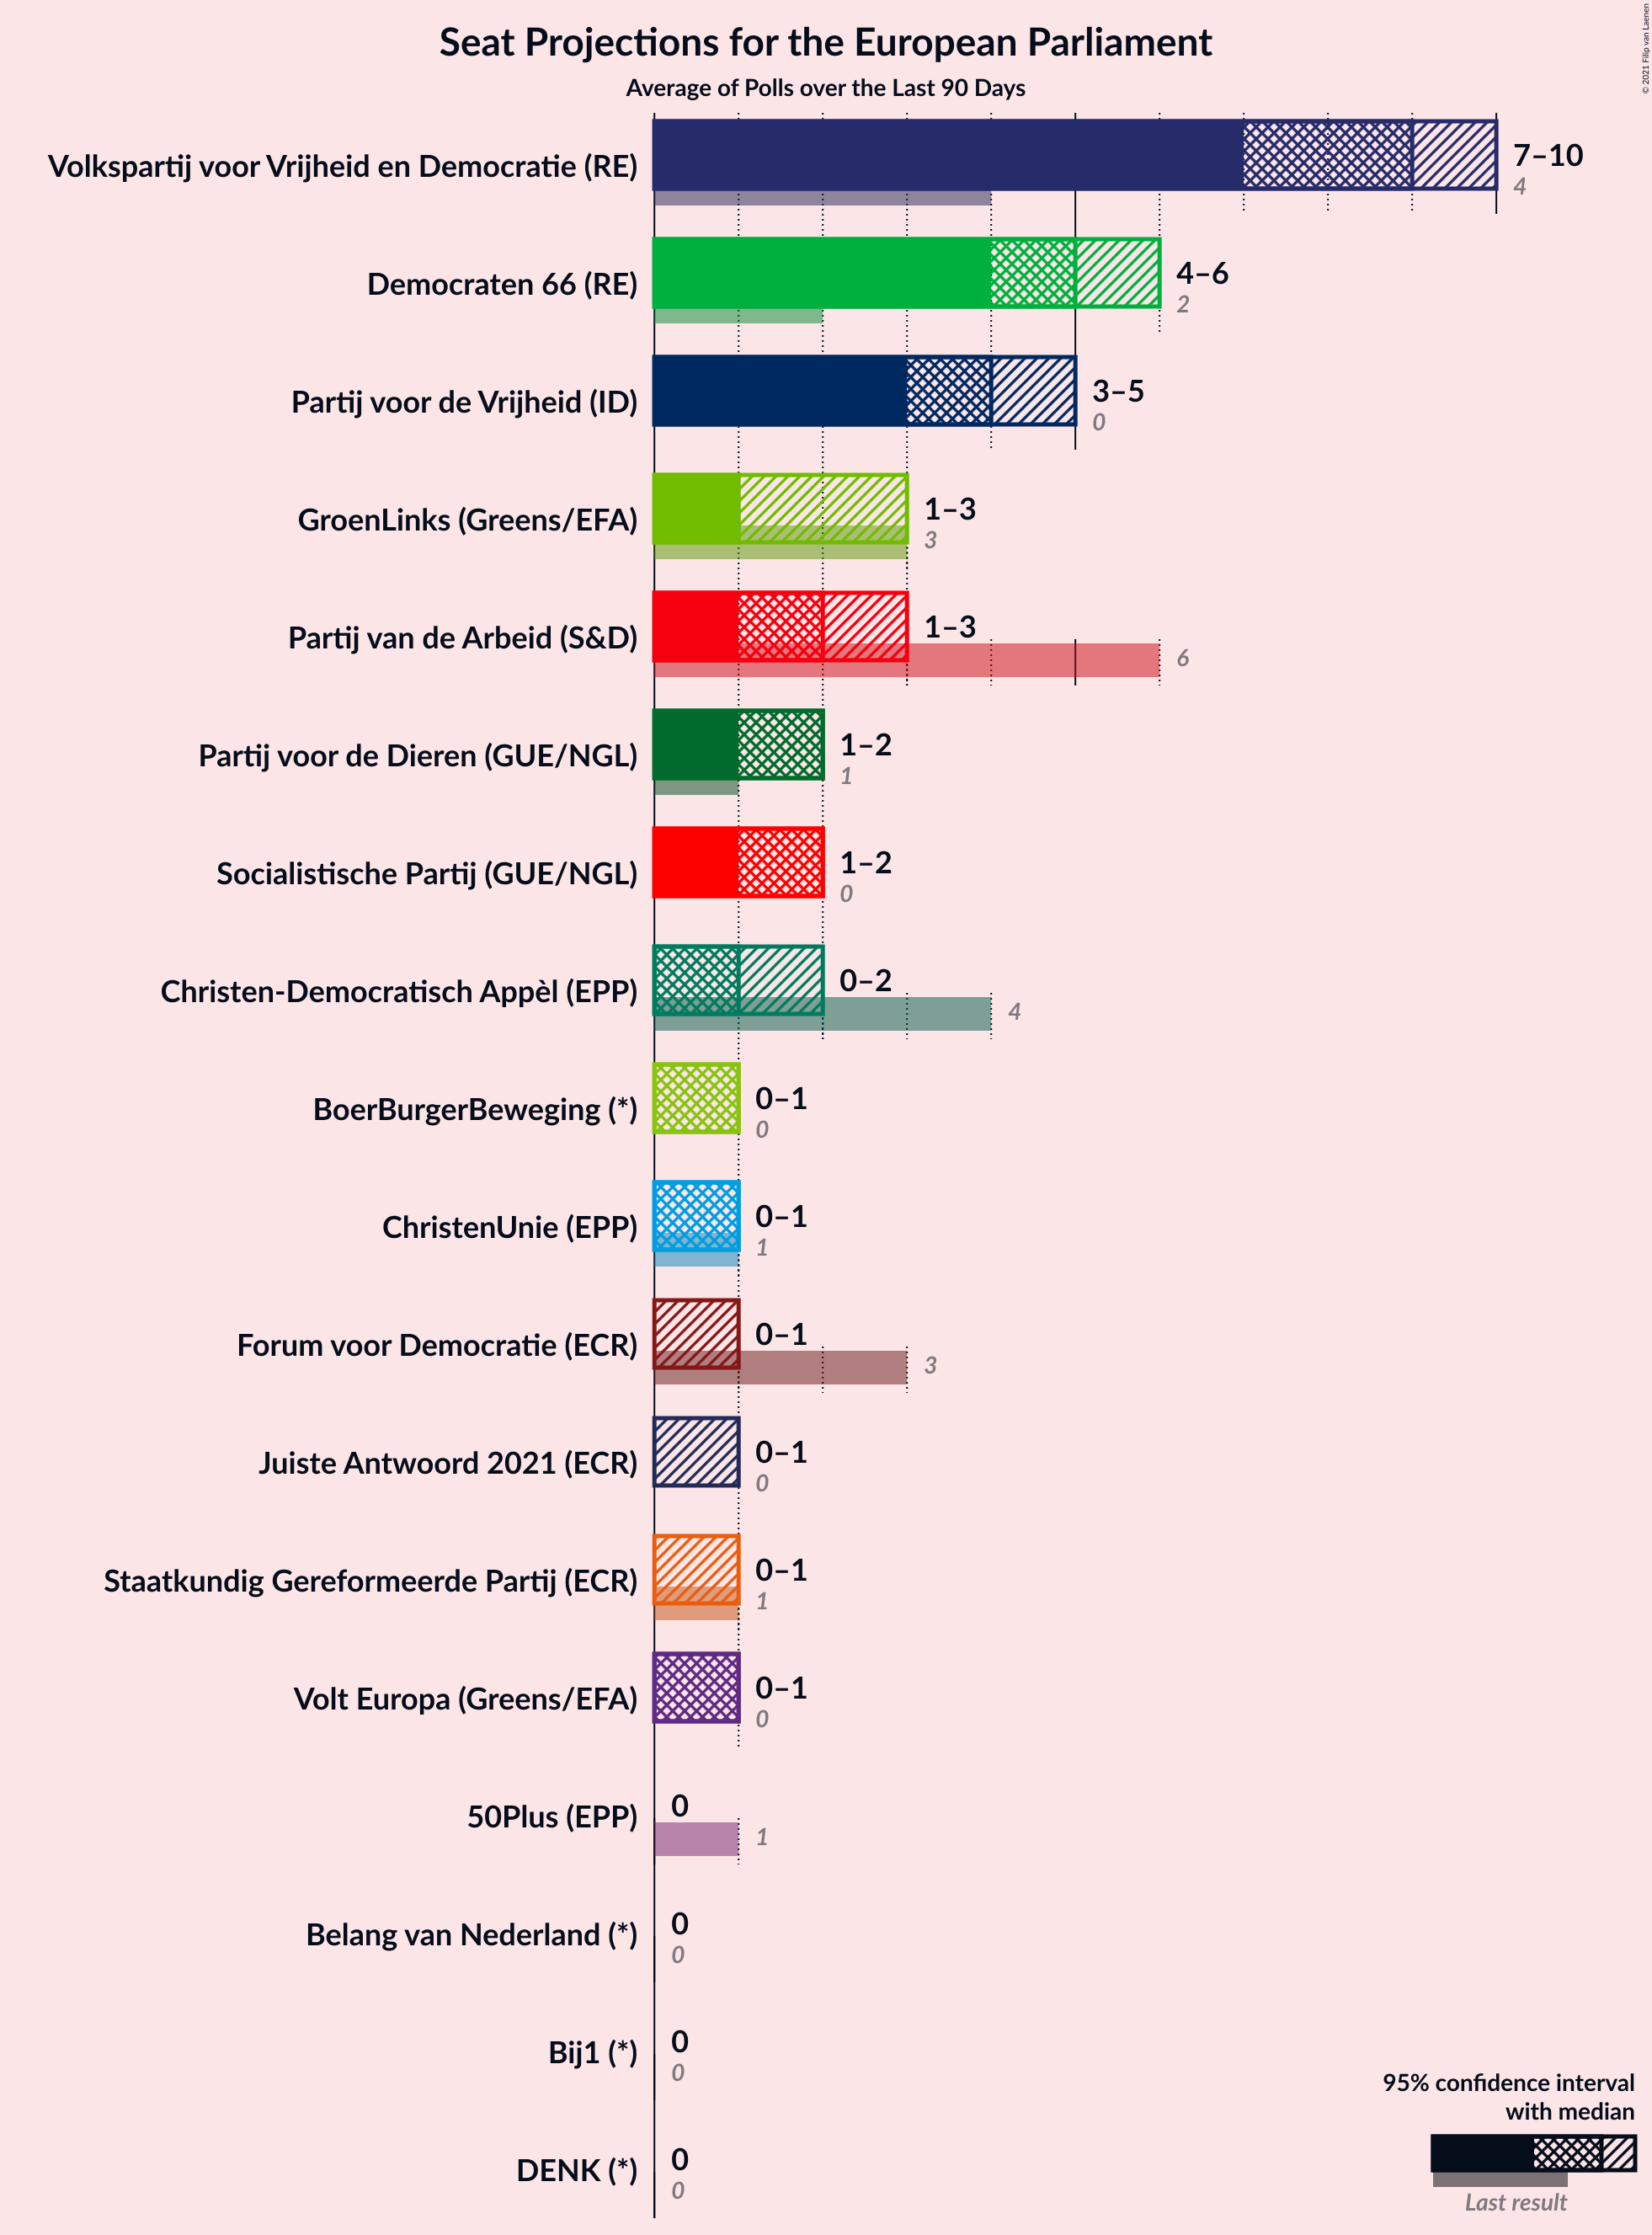 Seat Projections for the European Parliament
Average of Polls over the Last 90 Days
© 2021 Filip van Laenen
Volkspartij voor Vrijheid en Democratie (RE)
7–10
4
Democraten 66 (RE)
4–6
2
Partij voor de Vrijheid (ID)
3–5
0
GroenLinks (Greens/EFA)
1–3
3
Partij van de Arbeid (S&D)
1–3
6
Partij voor de Dieren (GUE/NGL)
1–2
1
Socialistische Partij (GUE/NGL)
1–2
0
Christen-Democratisch Appèl (EPP)
0–2
4
BoerBurgerBeweging (*)
0–1
0
ChristenUnie (EPP)
0–1
1
Forum voor Democratie (ECR)
0–1
3
Juiste Antwoord 2021 (ECR)
0–1
0
Staatkundig Gereformeerde Partij (ECR)
0–1
1
Volt Europa (Greens/EFA)
0–1
0
50Plus (EPP)
0
1
Belang van Nederland (*)
0
0
Bij1 (*)
0
0
DENK (*)
0
0
95% confidence interval
with median
Last result